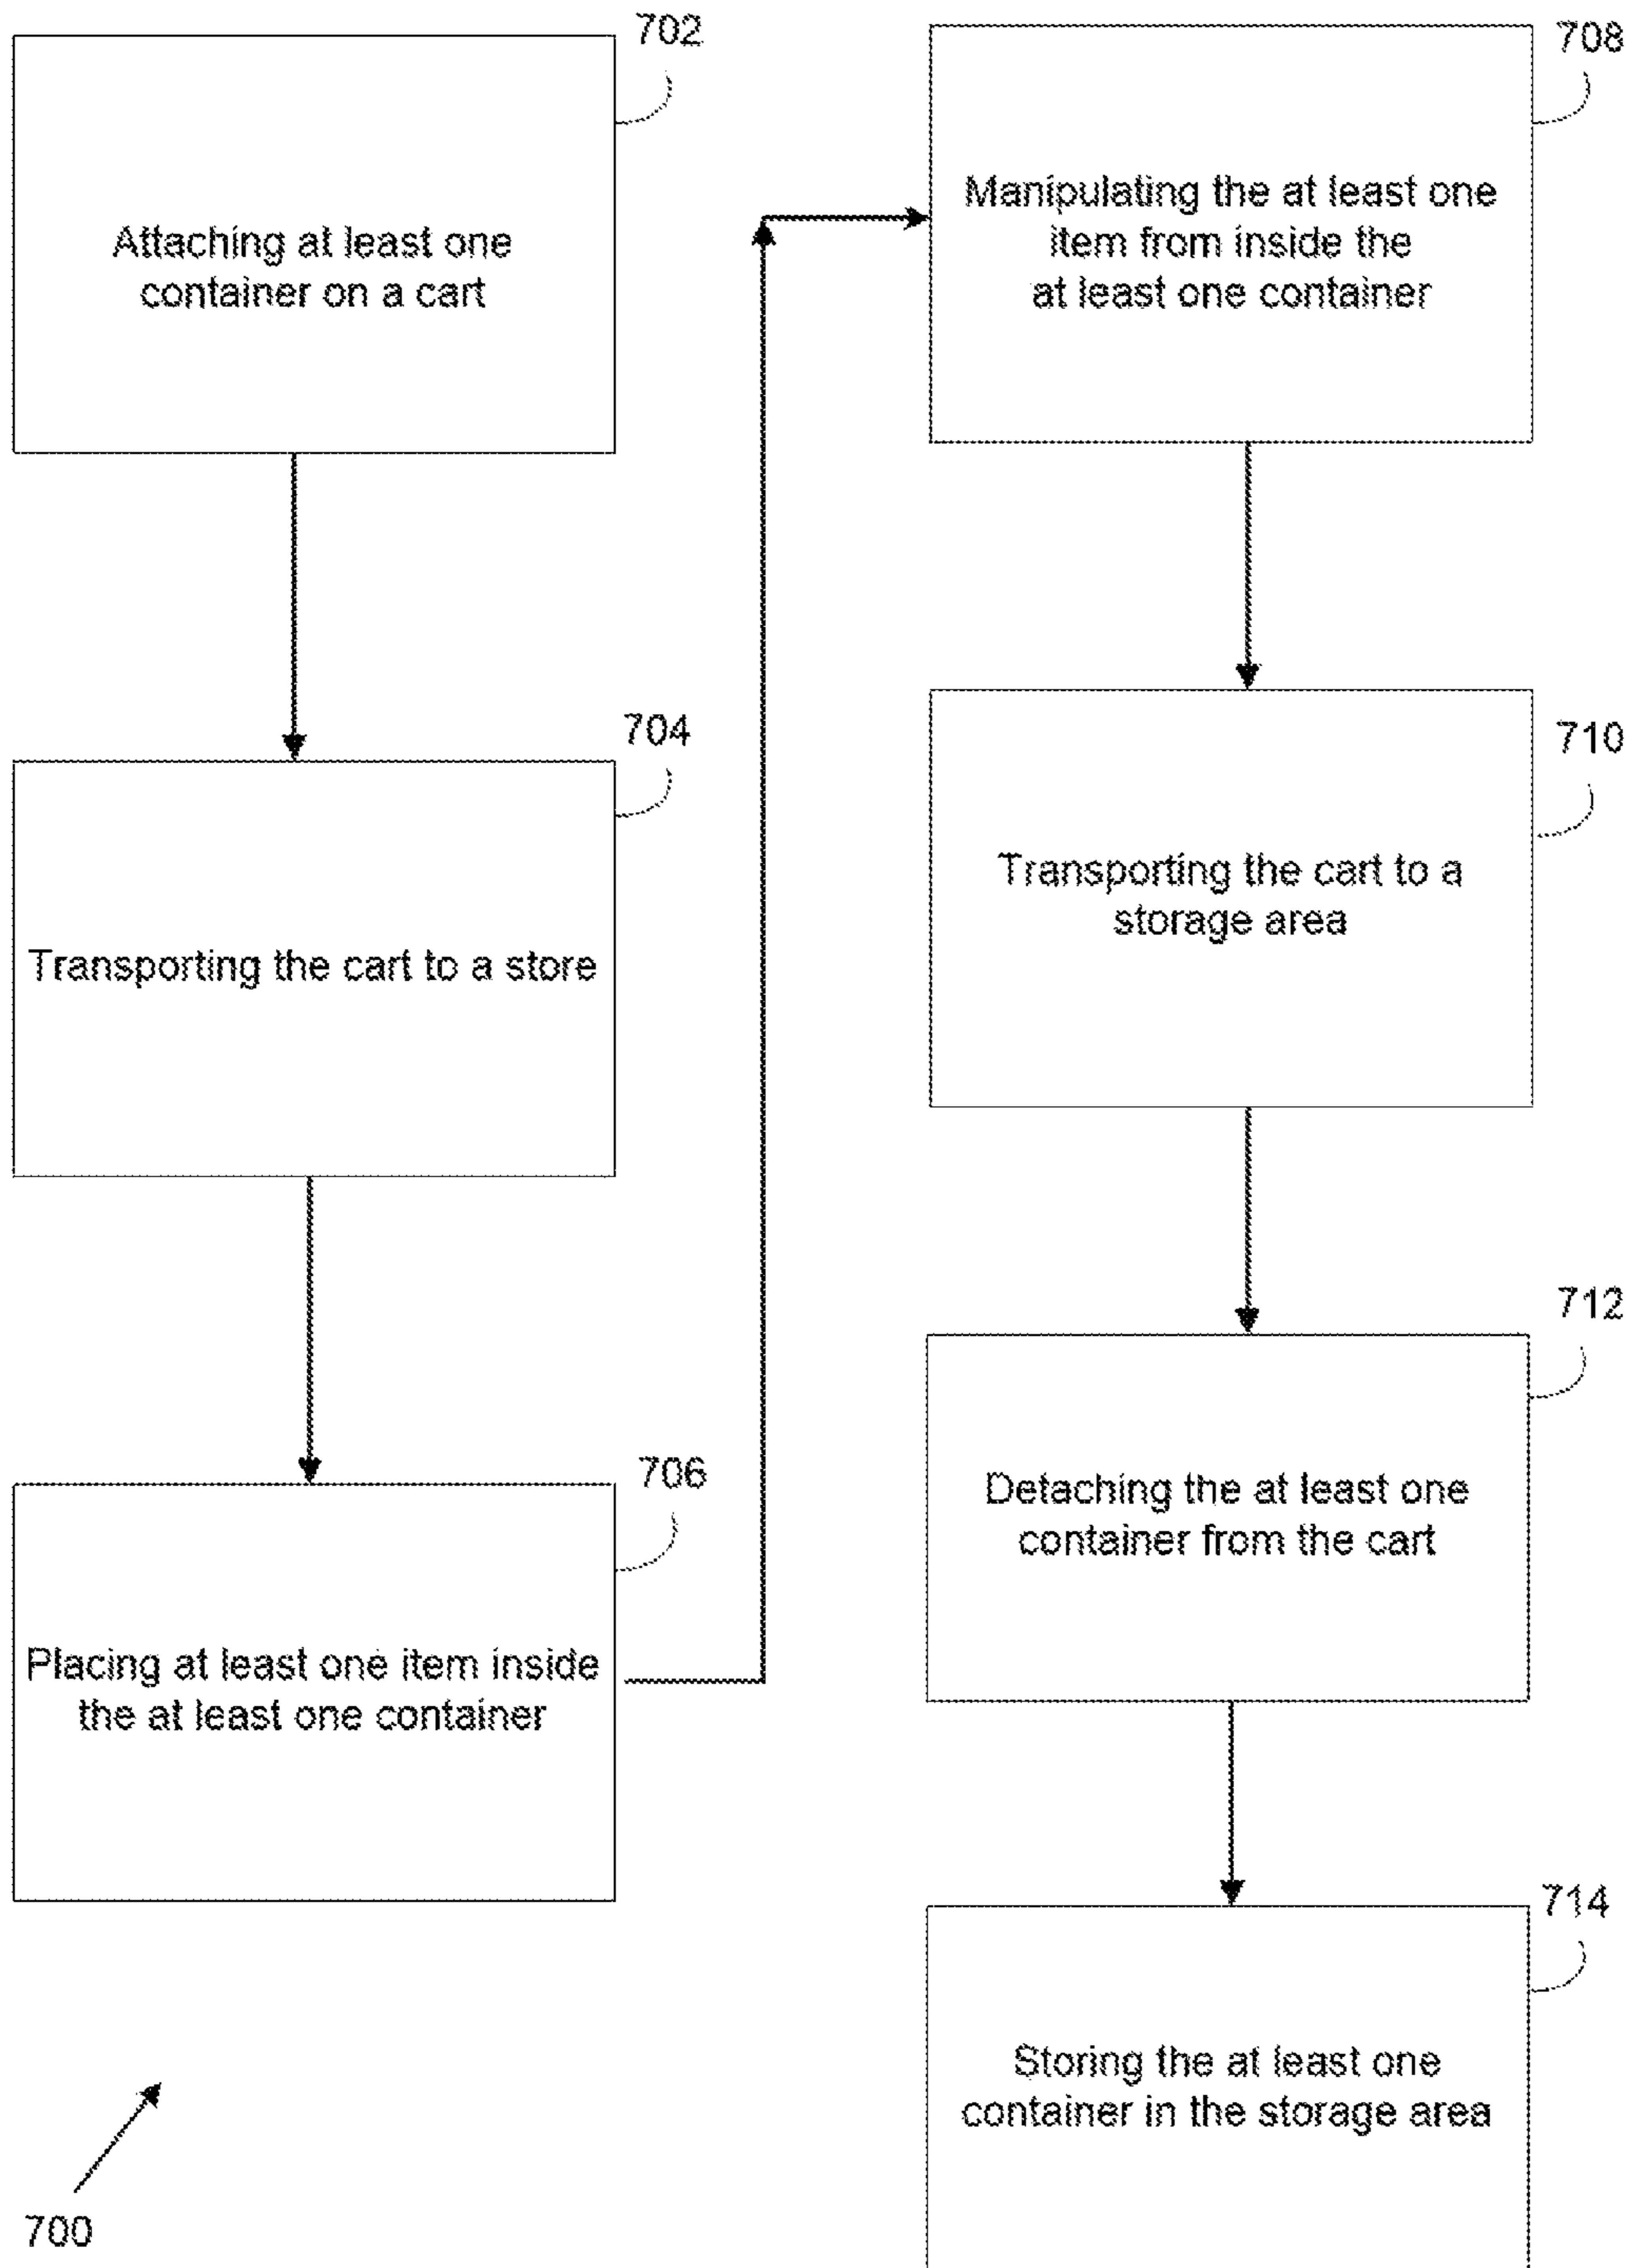 702
Attaching at least one
container on a cart
704
Transporting the cart to a store
706
Placing at least one item inside
the at least one container
700
708
Manipulating the at least one
item from inside the
at least one container
710
Transporting the cart to a
storage area
712
Detaching the at least one
container from the cart
714
Storing the at least one
container in the storage area